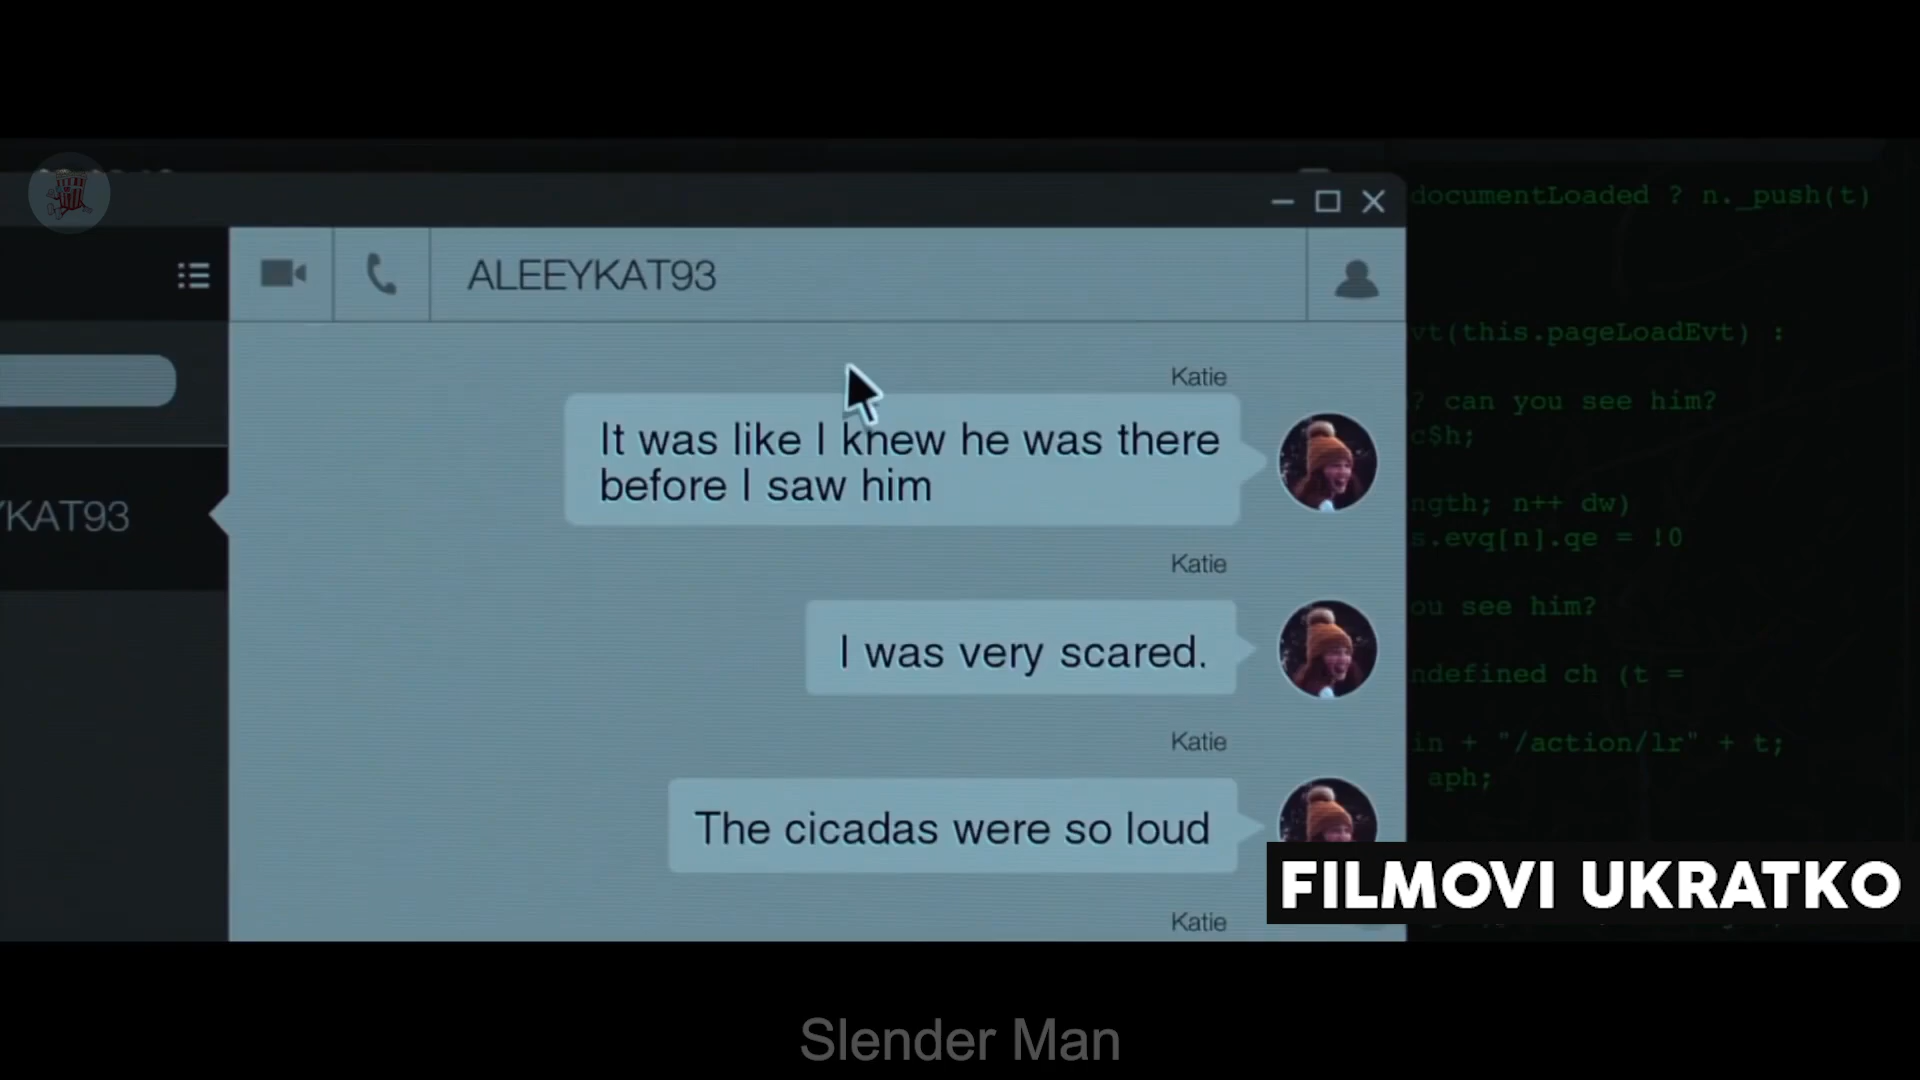 documentLoaded ? n._push(t)
ALEEYKAT93
vt(this.pageLoadEvt) :
Katie
It was like I knew he was there
before I saw him
? can you see him?
c$h;
YKAT93
ngth; n++ dw)
s.evq[n].qe = !0
Katie
I was very scared.
ou see him?
ndefined ch (t =
Katie
The cicadas were so loud
in + "/action/lr" + t;
aph;
Katie
FILMOVI UKRATKO
Slender Man